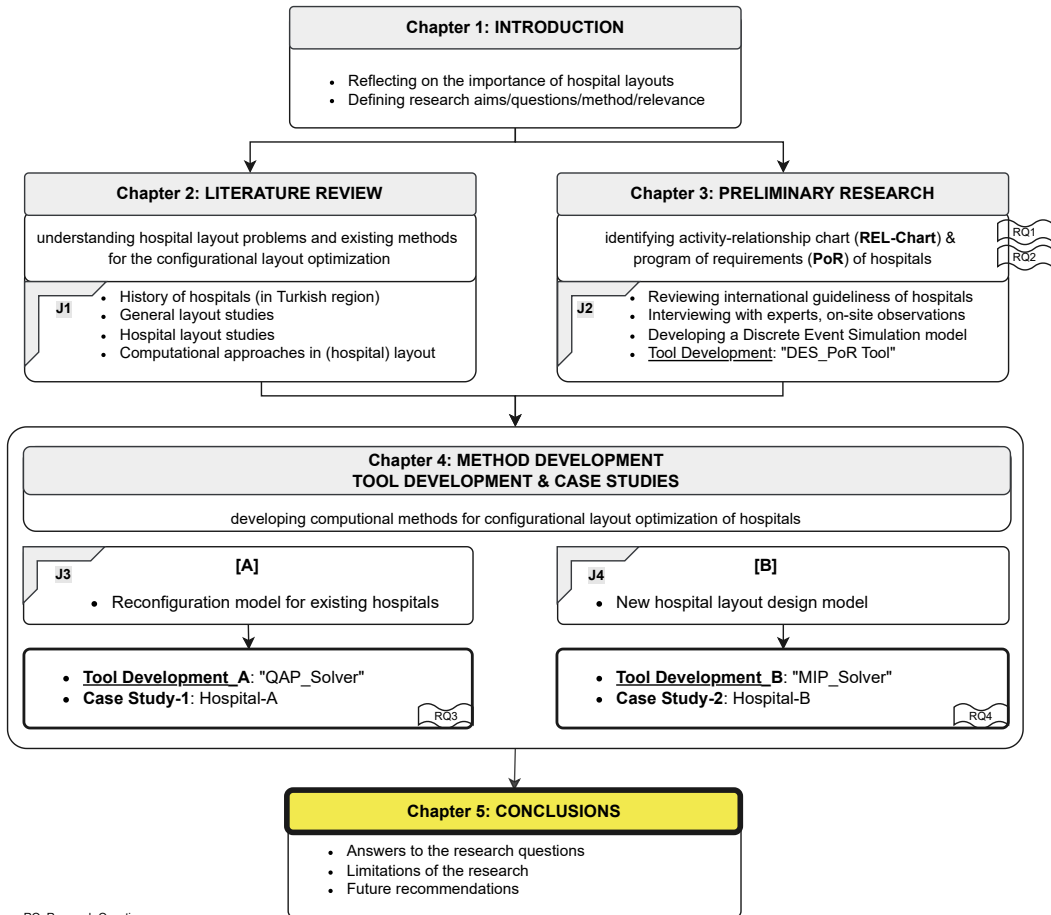 Chapter 1: INTRODUCTION
• Reflecting on the importance of hospital layouts
• Defining research aims/questions/method/relevance
Chapter 2: LITERATURE REVIEW
understanding hospital layout problems and existing methods
for the configurational layout optimization
J1
• History of hospitals (in Turkish region)
• General layout studies
• Hospital layout studies
• Computational approaches in (hospital) layout
Chapter 3: PRELIMINARY RESEARCH
identifying activity-relationship chart (REL-Chart) &
program of requirements (PoR) of hospitals
RQ1
RQ2
J2
• Reviewing international guideliness of hospitals
• Interviewing with experts, on-site observations
• Developing a Discrete Event Simulation model
• Tool Development: "DES_PoR Tool"
Chapter 4: METHOD DEVELOPMENT
TOOL DEVELOPMENT & CASE STUDIES
developing computional methods for configurational layout optimization of hospitals
J3
[A]
• Reconfiguration model for existing hospitals
• Tool Development_A: "QAP_Solver"
• Case Study-1: Hospital-A
RQ3
J4
[B]
• New hospital layout design model
• Tool Development_B: "MIP_Solver"
• Case Study-2: Hospital-B
RQ4
Chapter 5: CONCLUSIONS
• Answers to the research questions
• Limitations of the research
• Future recommendations